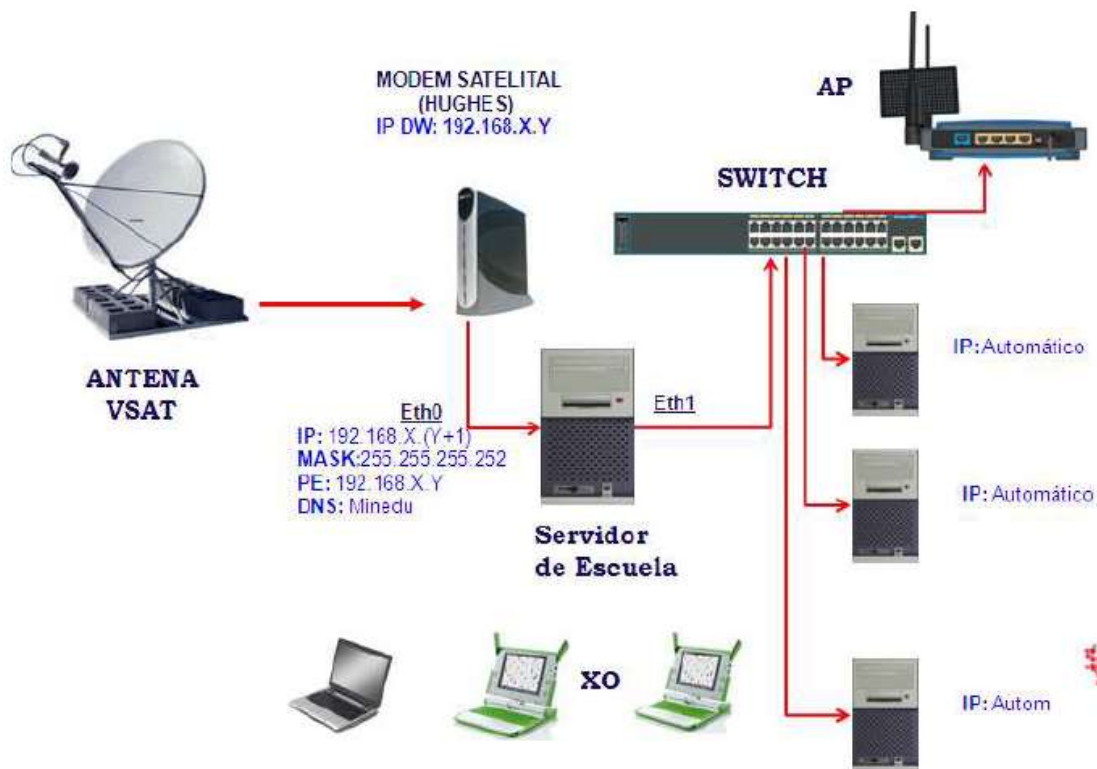 MODEM SATELITAL
(HUGHES)
IP DW: 192.168.X.Y
AP
SWITCH
ANTENA
VSAT
Eth0
IP: 192.168.X.(Y+1)
MASK:255.255.255.252
PE: 192.168.X.Y
DNS: Minedu
Eth1
Servidor
de Escuela
IP:Automático
IP: Automático
XO
IP: Autom